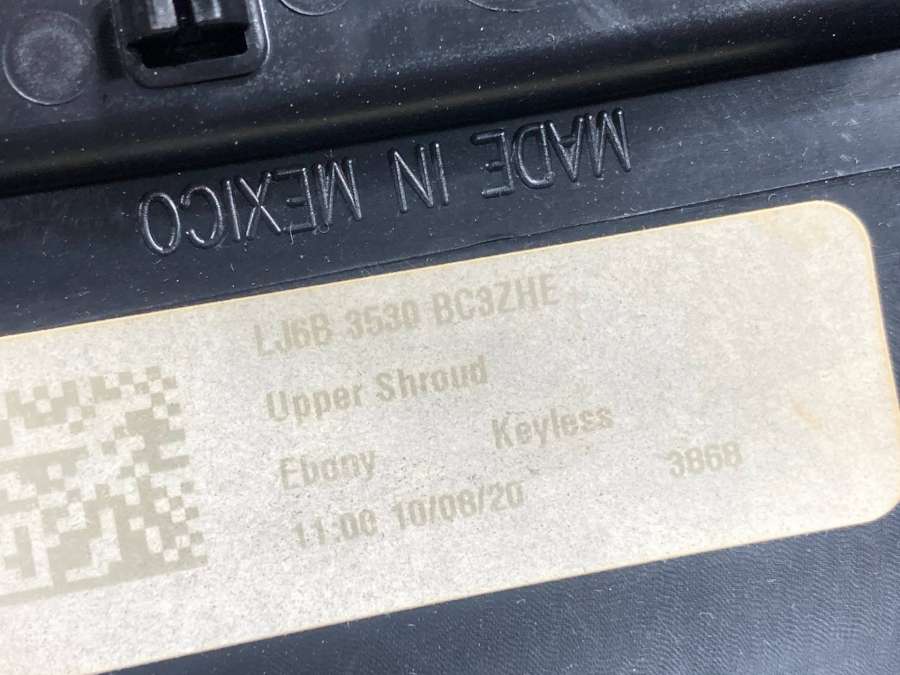 MADE IN MEXICO
LJ6B 3530 BC3ZHE
Upper Shroud
Ebony Keyless
11:00 10/08/20 3868